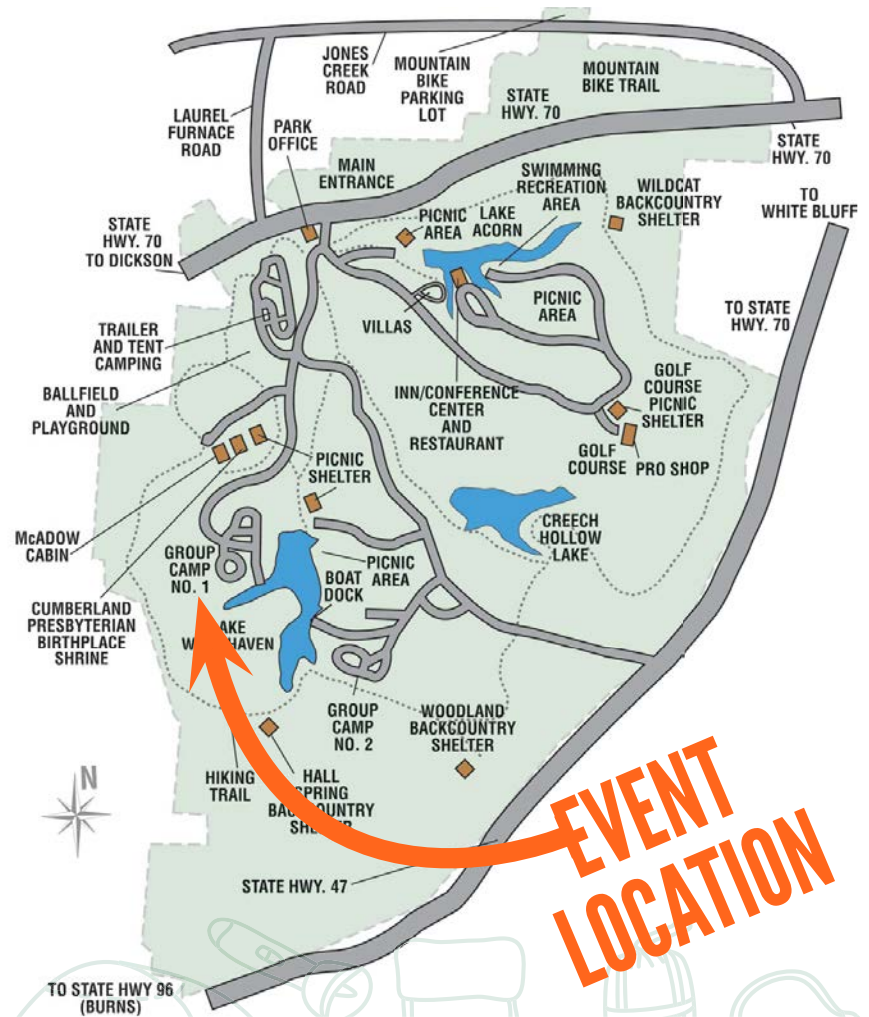 JONES
CREEK
ROAD
MOUNTAIN
BIKE
PARKING
LOT
MOUNTAIN
BIKE TRAIL
STATE
HWY. 70
LAUREL
FURNACE
ROAD
PARK
OFFICE
STATE
HWY. 70
MAIN
ENTRANCE
SWIMMING
RECREATION
AREA
WILDCAT
BACKCOUNTRY
SHELTER
TO
WHITE BLUFF
STATE
HWY. 70
TO DICKSON
PICNIC
AREA
LAKE
ACORN
PICNIC
AREA
TO STATE
HWY. 70
VILLAS
TRAILER
AND TENT
CAMPING
BALLFIELD
AND
PLAYGROUND
INN/CONFERENCE
CENTER
AND
RESTAURANT
GOLF
COURSE
PICNIC
SHELTER
GOLF
COURSE
PRO SHOP
PICNIC
SHELTER
McADOW
CABIN
CREECH
HOLLOW
LAKE
GROUP
CAMP
NO. 1
PICNIC
AREA
BOAT
DOCK
CUMBERLAND
PRESBYTERIAN
BIRTHPLACE
SHRINE
GROUP
CAMP
NO. 2
WOODLAND
BACKCOUNTRY
SHELTER
N
HIKING
TRAIL
HALL
SPRING
BACKCOUNTRY
SHELTER
EVENT
LOCATION
STATE HWY. 47
TO STATE HWY 96
(BURNS)